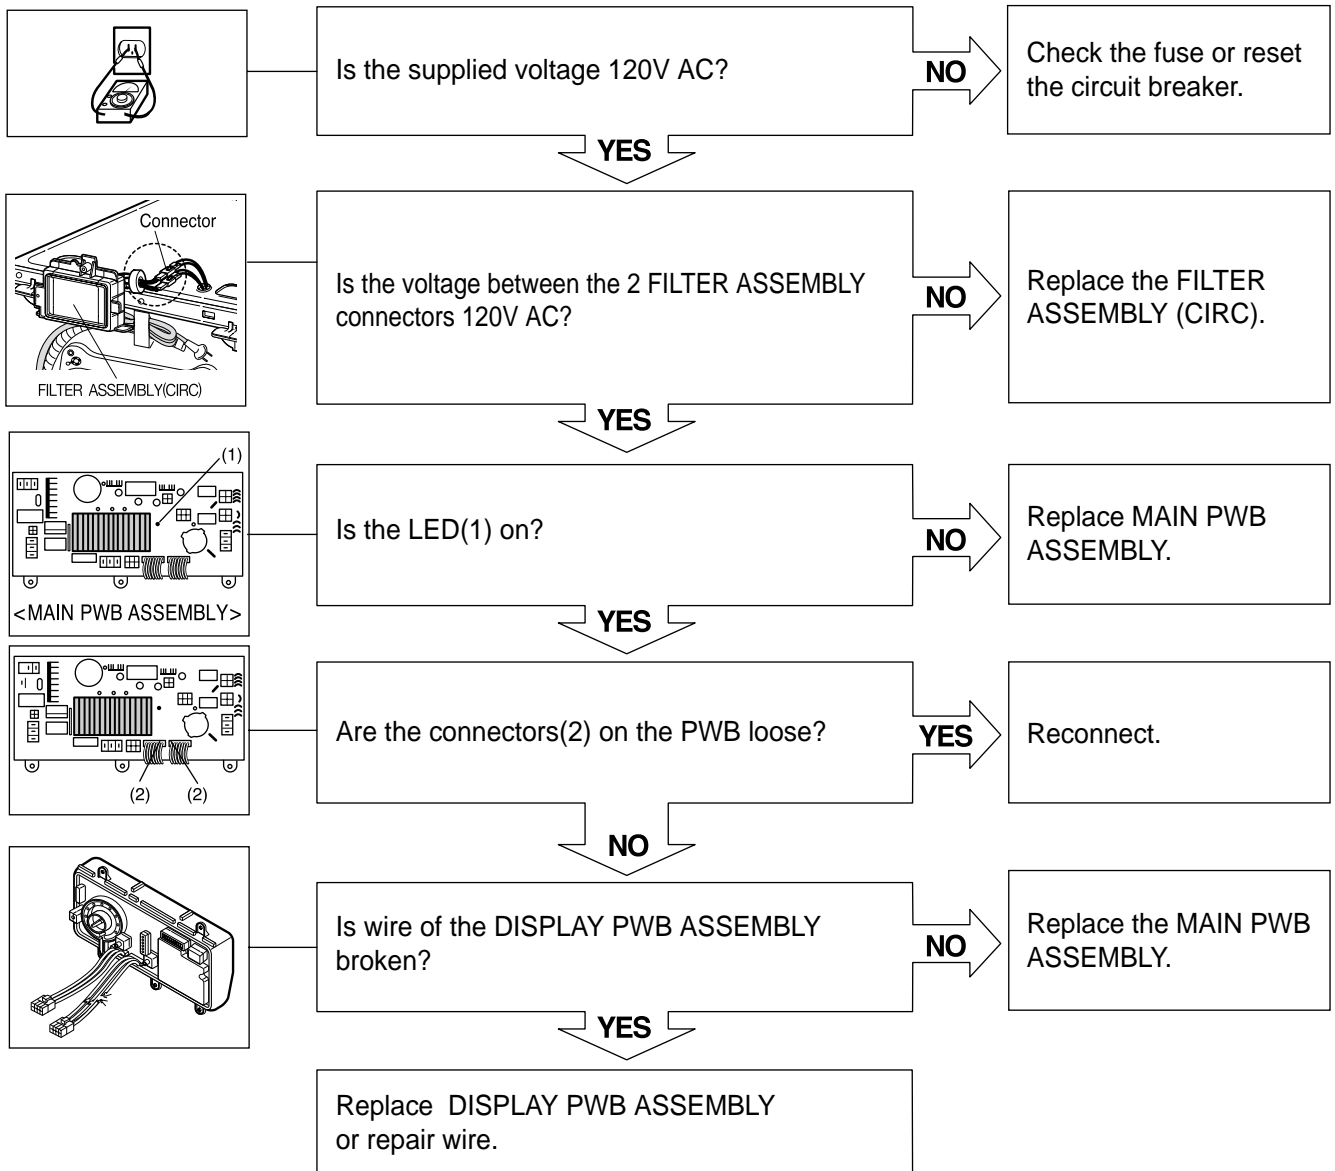 Is the supplied voltage 120V AC?
NO
Check the fuse or reset
the circuit breaker.
YES
Connector
FILTER ASSEMBLY(CIRC)
Is the voltage between the 2 FILTER ASSEMBLY
connectors 120V AC?
NO
Replace the FILTER
ASSEMBLY (CIRC).
YES
(1)
<MAIN PWB ASSEMBLY>
Is the LED(1) on?
NO
Replace MAIN PWB
ASSEMBLY.
YES
(2) (2)
Are the connectors(2) on the PWB loose?
YES
Reconnect.
NO
Is wire of the DISPLAY PWB ASSEMBLY
broken?
NO
Replace the MAIN PWB
ASSEMBLY.
YES
Replace DISPLAY PWB ASSEMBLY
or repair wire.